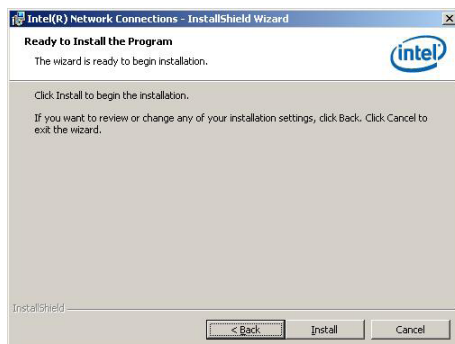 Intel(R) Network Connections - InstallShield Wizard
Ready to Install the Program
The wizard is ready to begin installation.
intel
Click Install to begin the installation.
If you want to review or change any of your installation settings, click Back. Click Cancel to
exit the wizard.
InstallShield
< Back
Install
Cancel